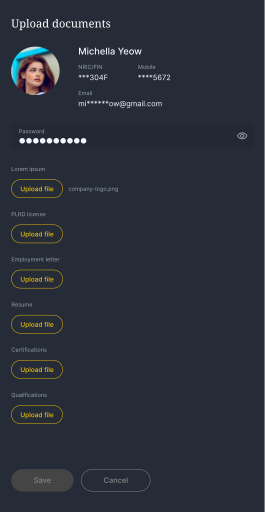 Upload documents
Michella Yeow
NRIC/FIN Mobile
***304F ****5672
Email
mi******ow@gmail.com
Password
●●●●●●●●●●
Lorem ipsum
Upload file company-logo.png
PLRD license
Upload file
Employment letter
Upload file
Resume
Upload file
Certifications
Upload file
Qualifications
Upload file
Save Cancel